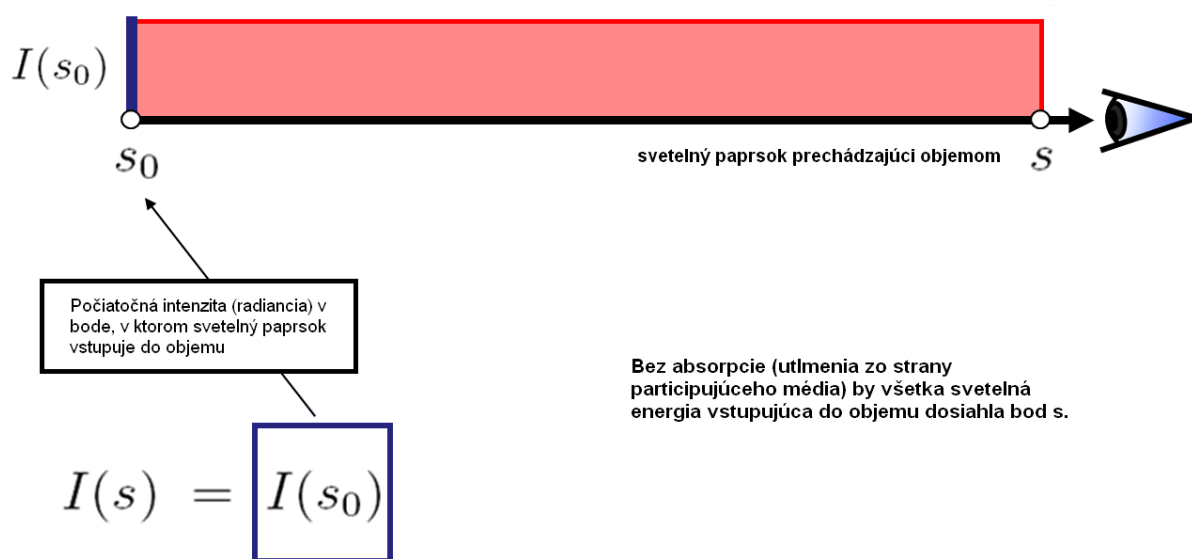 I(s₀)
s₀
svetelný paprsok prechádzajúci objemom
s
Počiatočná intenzita (radiancia) v
bode, v ktorom svetelný paprsok
vstupuje do objemu
Bez absorpcie (utlmenia zo strany
participujúceho média) by všetka svetelná
energia vstupujúca do objemu dosiahla bod s.
I(s) = I(s₀)